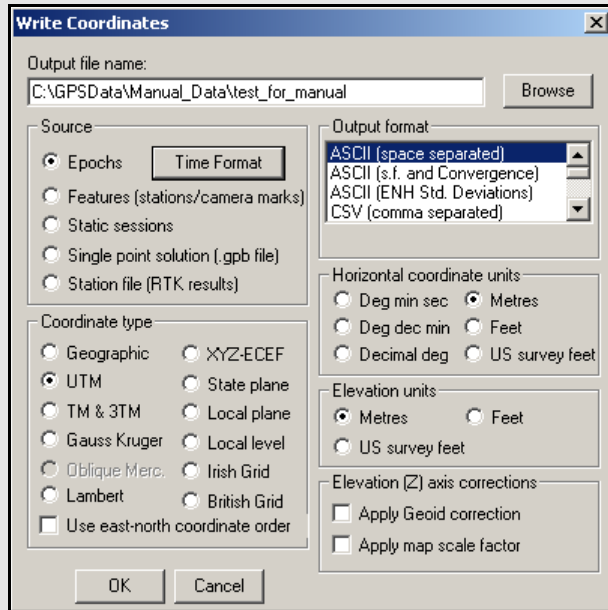 Write Coordinates
Output file name:
C:\GPSData\Manual_Data\test_for_manual
Browse
Source
Epochs
Time Format
Features (stations/camera marks)
Static sessions
Single point solution (.gpb file)
Station file (RTK results)
Coordinate type
Geographic
XYZ-ECEF
UTM
State plane
TM & 3TM
Local plane
Gauss Kruger
Local level
Oblique Merc.
Irish Grid
Lambert
British Grid
Use east-north coordinate order
Output format
ASCII (space separated)
ASCII (s.f. and Convergence)
ASCII (ENH Std. Deviations)
CSV (comma separated)
Horizontal coordinate units
Deg min sec
Metres
Deg dec min
Feet
Decimal deg
US survey feet
Elevation units
Metres
Feet
US survey feet
Elevation (Z) axis corrections
Apply Geoid correction
Apply map scale factor
OK
Cancel